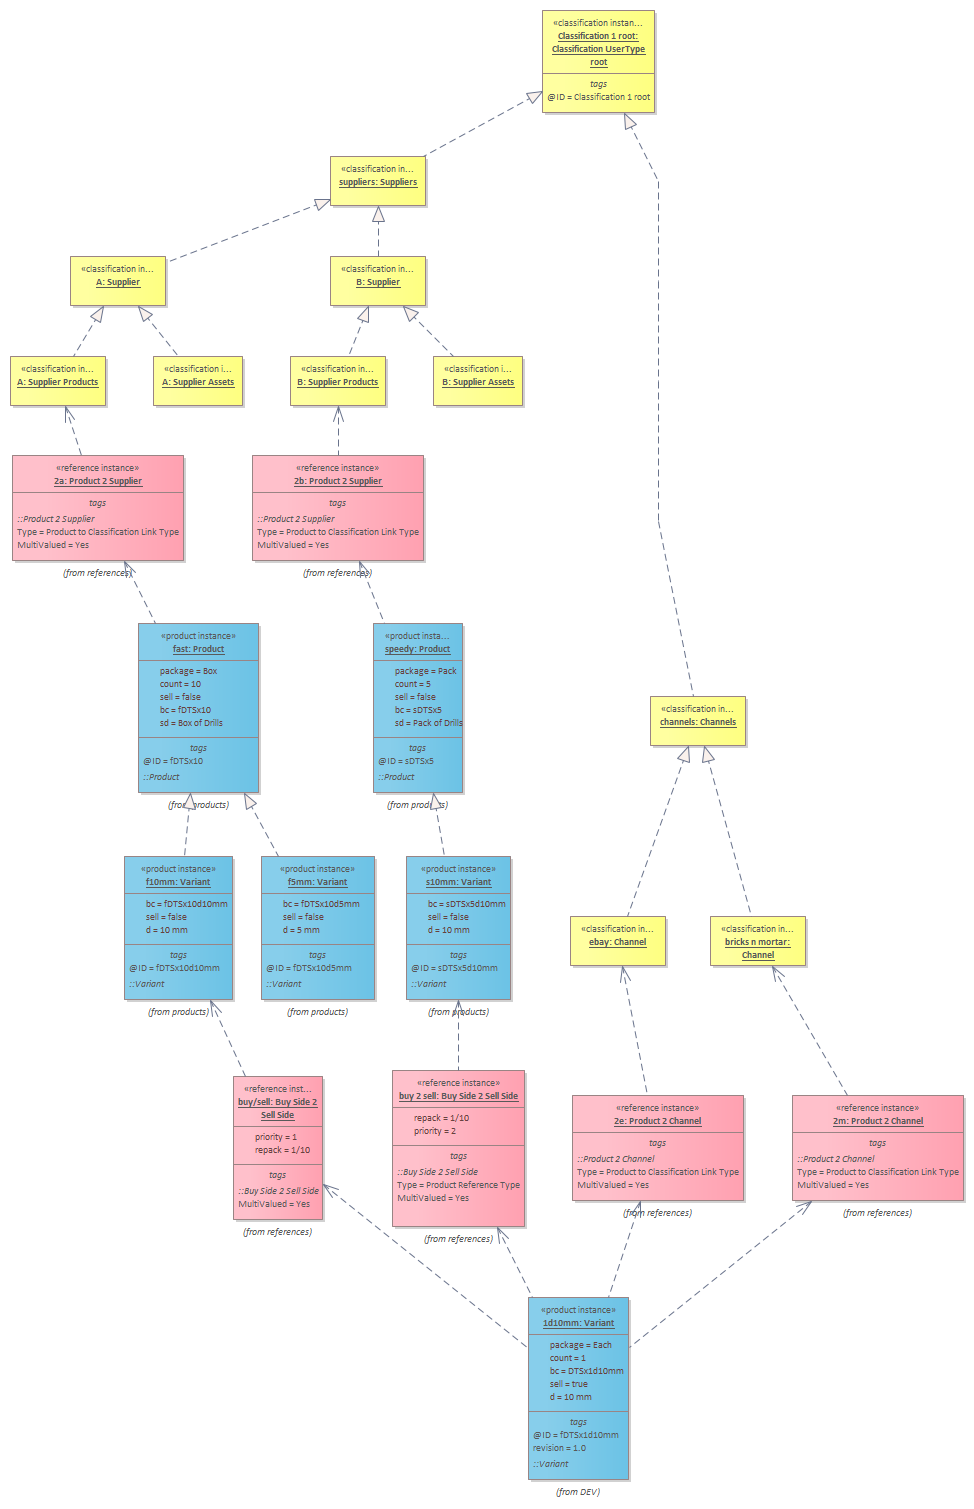 «classification instan...
Classification 1 root:
Classification UserType
root
tags
@ID = Classification 1 root
«classification in...
suppliers: Suppliers
«classification in...
A: Supplier
«classification in...
B: Supplier
«classification in...
A: Supplier Products
«classification i...
A: Supplier Assets
«classification in...
B: Supplier Products
«classification i...
B: Supplier Assets
«reference instance»
2a: Product 2 Supplier
tags
::Product 2 Supplier
Type = Product to Classification Link Type
MultiValued = Yes
(from references)
«reference instance»
2b: Product 2 Supplier
tags
::Product 2 Supplier
Type = Product to Classification Link Type
MultiValued = Yes
(from references)
«product instance»
fast: Product
package = Box
count = 10
sell = false
bc = fDTSx10
sd = Box of Drills
tags
@ID = fDTSx10
::Product
(from products)
«product insta...
speedy: Product
package = Pack
count = 5
sell = false
bc = sDTSx5
sd = Pack of Drills
tags
@ID = sDTSx5
::Product
(from products)
«classification in...
channels: Channels
«product instance»
f10mm: Variant
bc = fDTSx10d10mm
sell = false
d = 10 mm
tags
@ID = fDTSx10d10mm
::Variant
(from products)
«product instance»
f5mm: Variant
bc = fDTSx10d5mm
sell = false
d = 5 mm
tags
@ID = fDTSx10d5mm
::Variant
(from products)
«product instance»
s10mm: Variant
bc = sDTSx5d10mm
sell = false
d = 10 mm
tags
@ID = sDTSx5d10mm
::Variant
(from products)
«classification in...
ebay: Channel
«classification in...
bricks n mortar:
Channel
«reference inst...
buy/sell: Buy Side 2
Sell Side
priority = 1
repack = 1/10
tags
::Buy Side 2 Sell Side
MultiValued = Yes
(from references)
«reference instance»
buy 2 sell: Buy Side 2 Sell Side
repack = 1/10
priority = 2
tags
::Buy Side 2 Sell Side
Type = Product Reference Type
MultiValued = Yes
(from references)
«reference instance»
2e: Product 2 Channel
tags
::Product 2 Channel
Type = Product to Classification Link Type
MultiValued = Yes
(from references)
«reference instance»
2m: Product 2 Channel
tags
::Product 2 Channel
Type = Product to Classification Link Type
MultiValued = Yes
(from references)
«product instance»
1d10mm: Variant
package = Each
count = 1
bc = DTSx1d10mm
sell = true
d = 10 mm
tags
@ID = fDTSx1d10mm
revision = 1.0
::Variant
(from DEV)